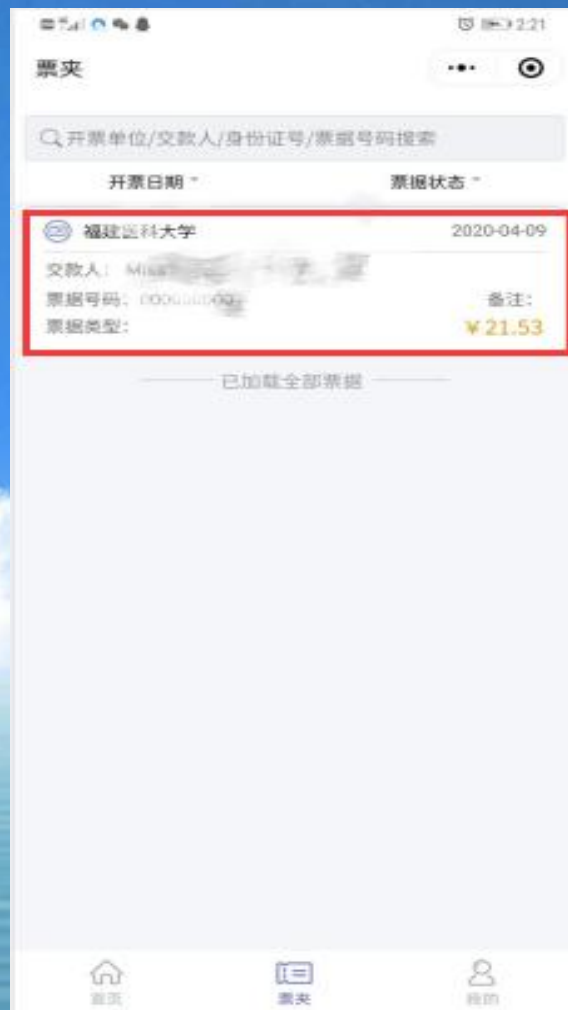 2:21
票夹
开票单位/交款人/身份证号/票据号码搜索
开票日期 票据状态
福建医科大学 2020-04-09
交款人:
票据号码: 备注:
票据类型: ¥21.53
已加载全部票据
首页 票夹 我的